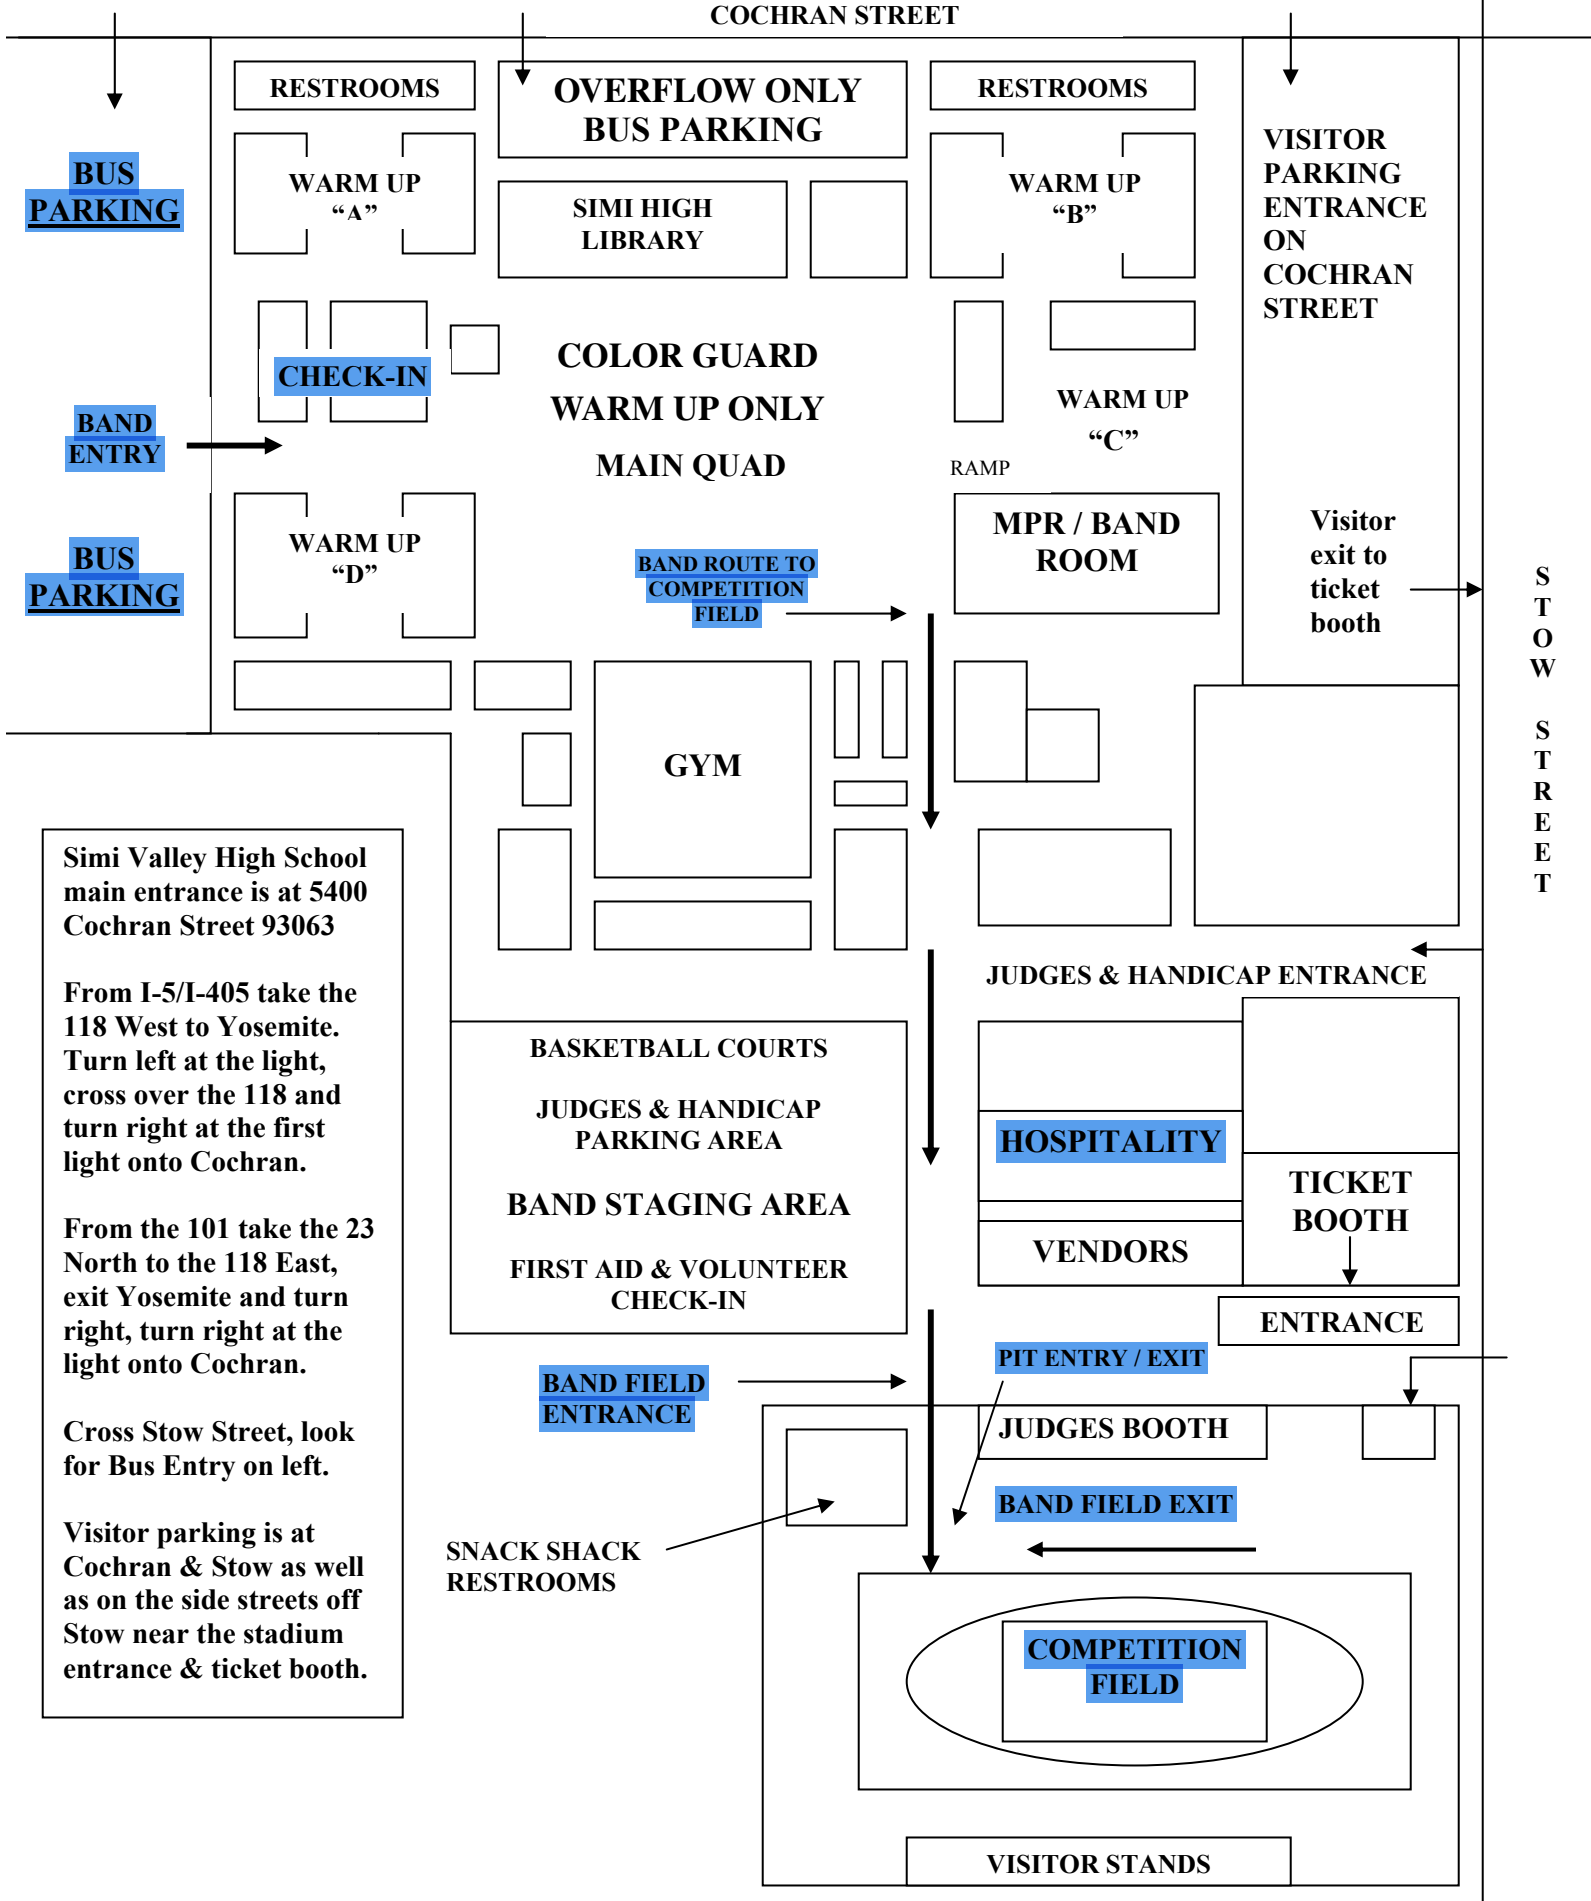 COCHRAN STREET
RESTROOMS
OVERFLOW ONLY
BUS PARKING
RESTROOMS
BUS
PARKING
WARM UP
“A”
SIMI HIGH
LIBRARY
WARM UP
“B”
VISITOR
PARKING
ENTRANCE
ON
COCHRAN
STREET
CHECK-IN
COLOR GUARD
WARM UP ONLY
MAIN QUAD
WARM UP
“C”
BAND
ENTRY
RAMP
MPR / BAND
ROOM
BUS
PARKING
WARM UP
“D”
BAND ROUTE TO
COMPETITION
FIELD
Visitor
exit to
ticket
booth
S
T
O
W
S
T
R
E
E
T
GYM
Simi Valley High School
main entrance is at 5400
Cochran Street 93063
From I-5/I-405 take the
118 West to Yosemite.
Turn left at the light,
cross over the 118 and
turn right at the first
light onto Cochran.
From the 101 take the 23
North to the 118 East,
exit Yosemite and turn
right, turn right at the
light onto Cochran.
Cross Stow Street, look
for Bus Entry on left.
Visitor parking is at
Cochran & Stow as well
as on the side streets off
Stow near the stadium
entrance & ticket booth.
JUDGES & HANDICAP ENTRANCE
BASKETBALL COURTS
JUDGES & HANDICAP
PARKING AREA
BAND STAGING AREA
FIRST AID & VOLUNTEER
CHECK-IN
HOSPITALITY
VENDORS
TICKET
BOOTH
ENTRANCE
BAND FIELD
ENTRANCE
PIT ENTRY / EXIT
JUDGES BOOTH
BAND FIELD EXIT
SNACK SHACK
RESTROOMS
COMPETITION
FIELD
VISITOR STANDS